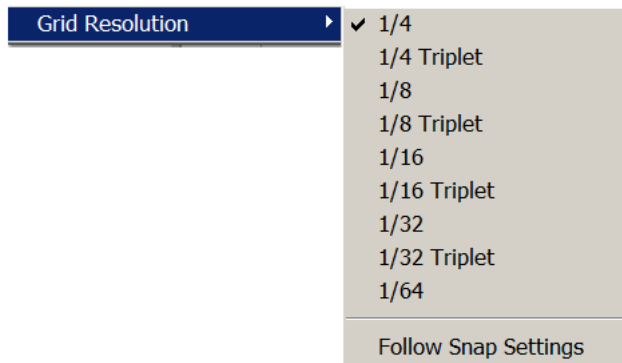 Grid Resolution
1/4
1/4 Triplet
1/8
1/8 Triplet
1/16
1/16 Triplet
1/32
1/32 Triplet
1/64
Follow Snap Settings